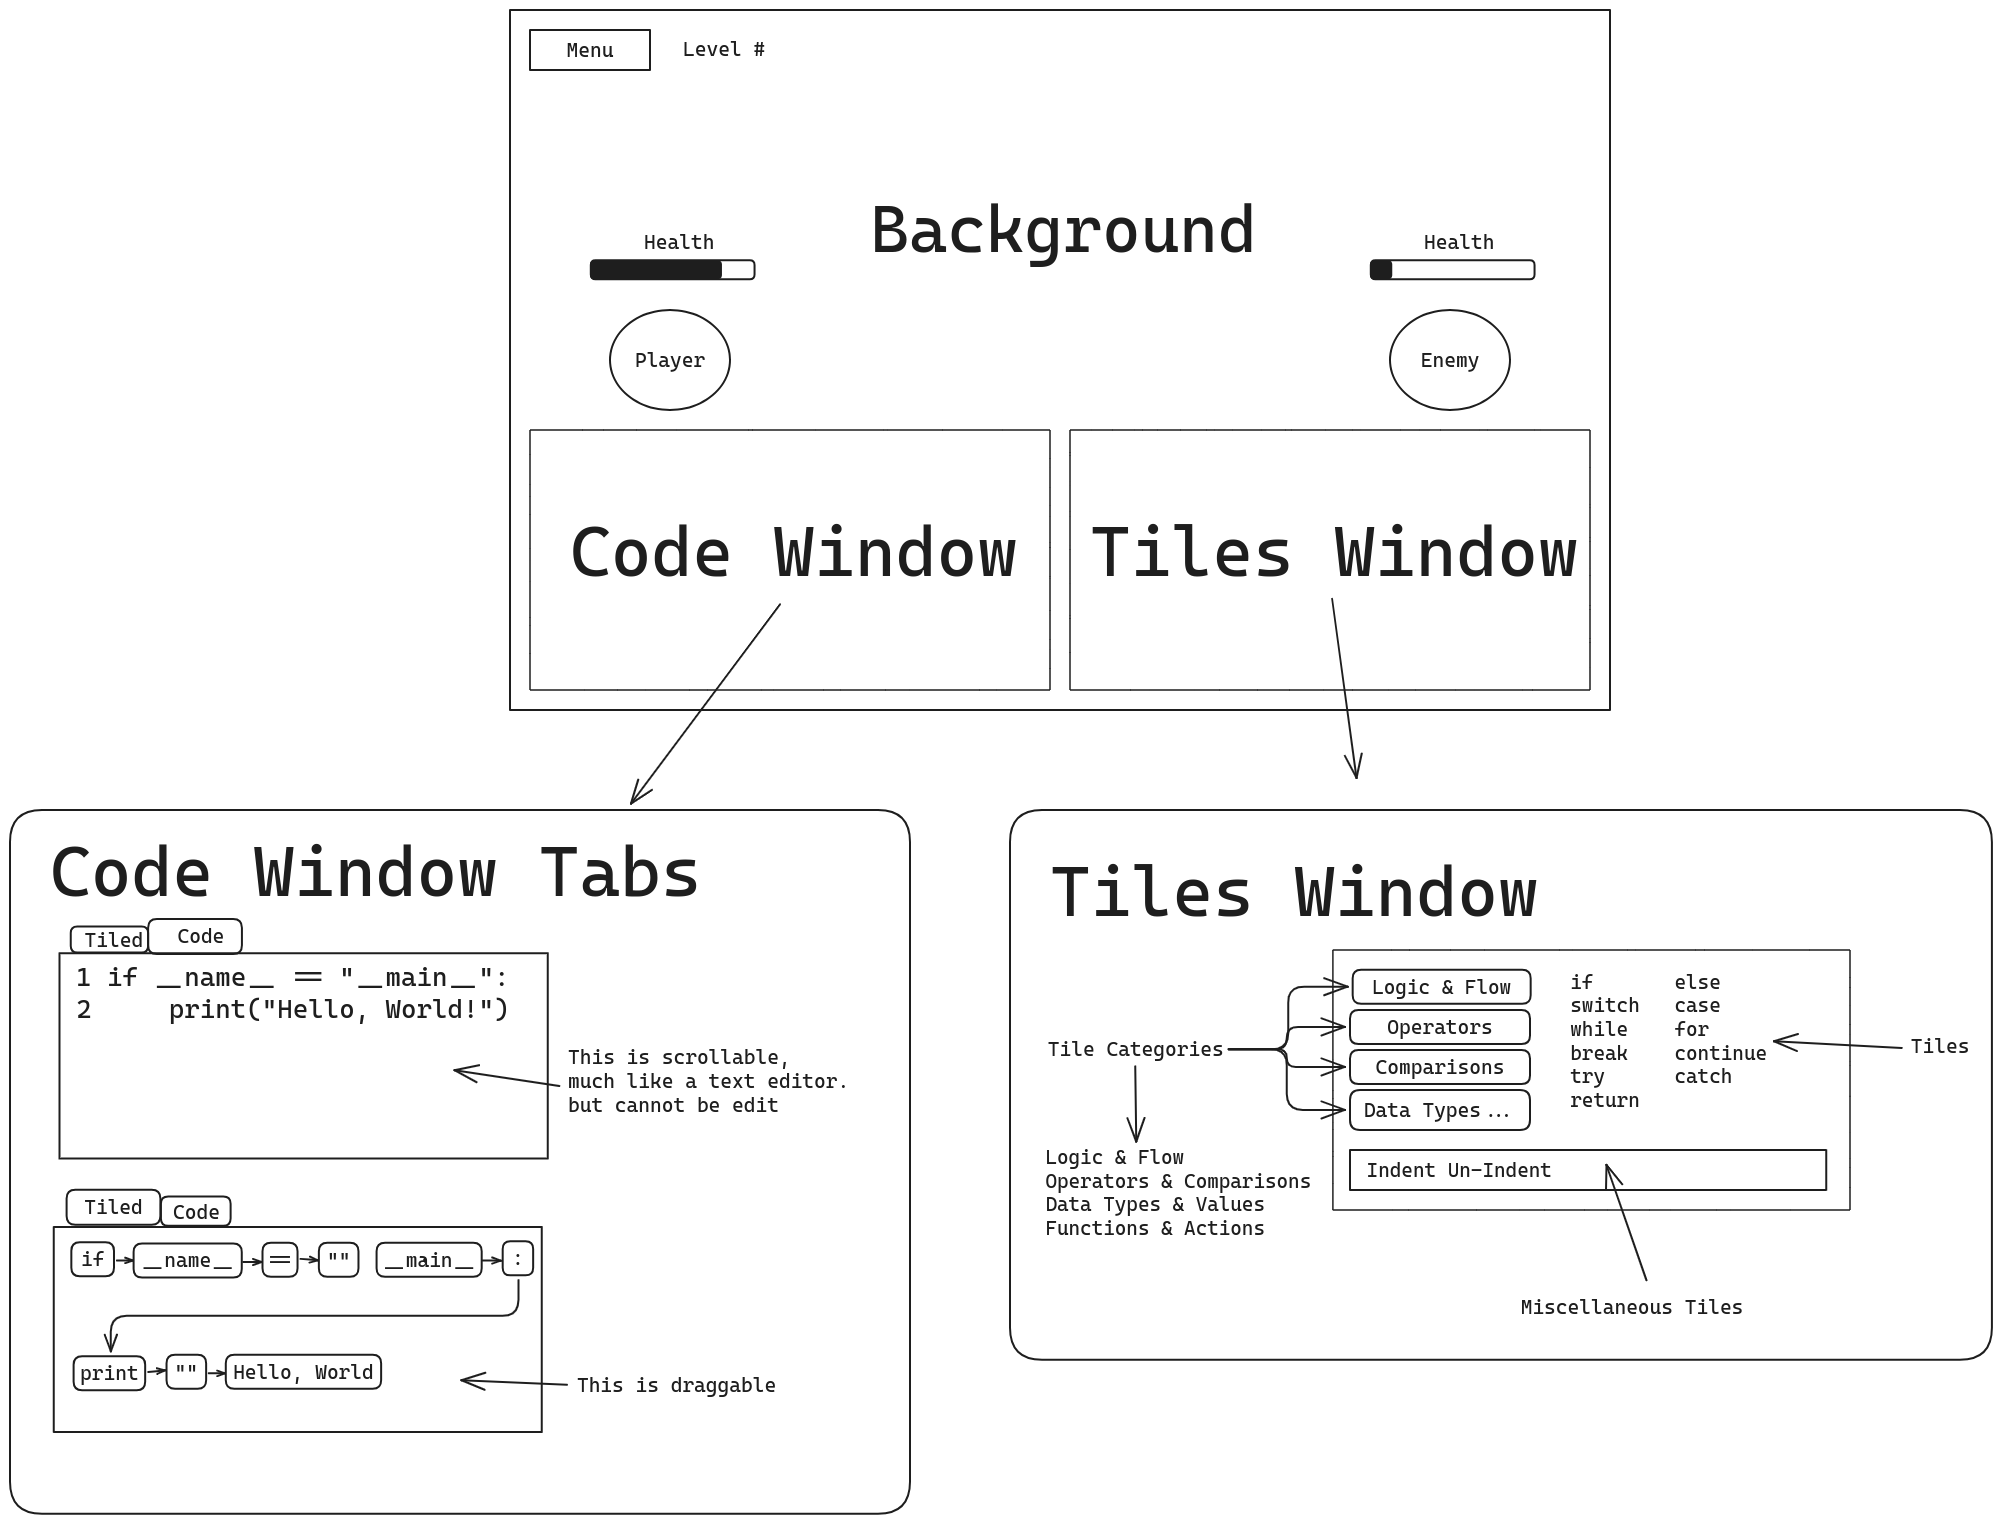 Menu
Level #
Background
Health
Health
Player
Enemy
Code Window
Tiles Window
Code Window Tabs
Tiled
Code
1 if __name__ == "__main__":
2     print("Hello, World!")
This is scrollable,
much like a text editor.
but cannot be edit
Tiled
Code
if __name__ == "" __main__ :
print "" Hello, World
This is draggable
Tiles Window
Tile Categories
Logic & Flow
Operators
Comparisons
Data Types...
if else
switch case
while for
break continue
try catch
return
Tiles
Indent Un-Indent
Logic & Flow
Operators & Comparisons
Data Types & Values
Functions & Actions
Miscellaneous Tiles